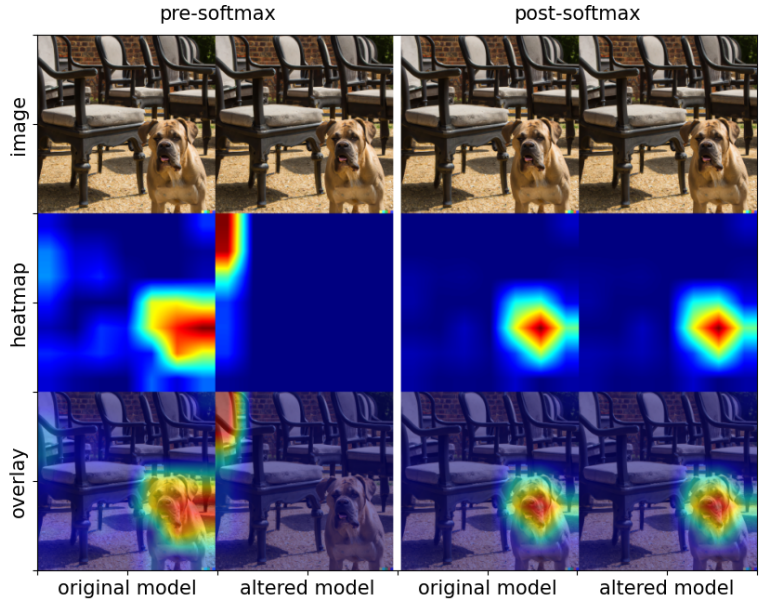 pre-softmax
post-softmax
image
heatmap
overlay
original model
altered model
original model
altered model